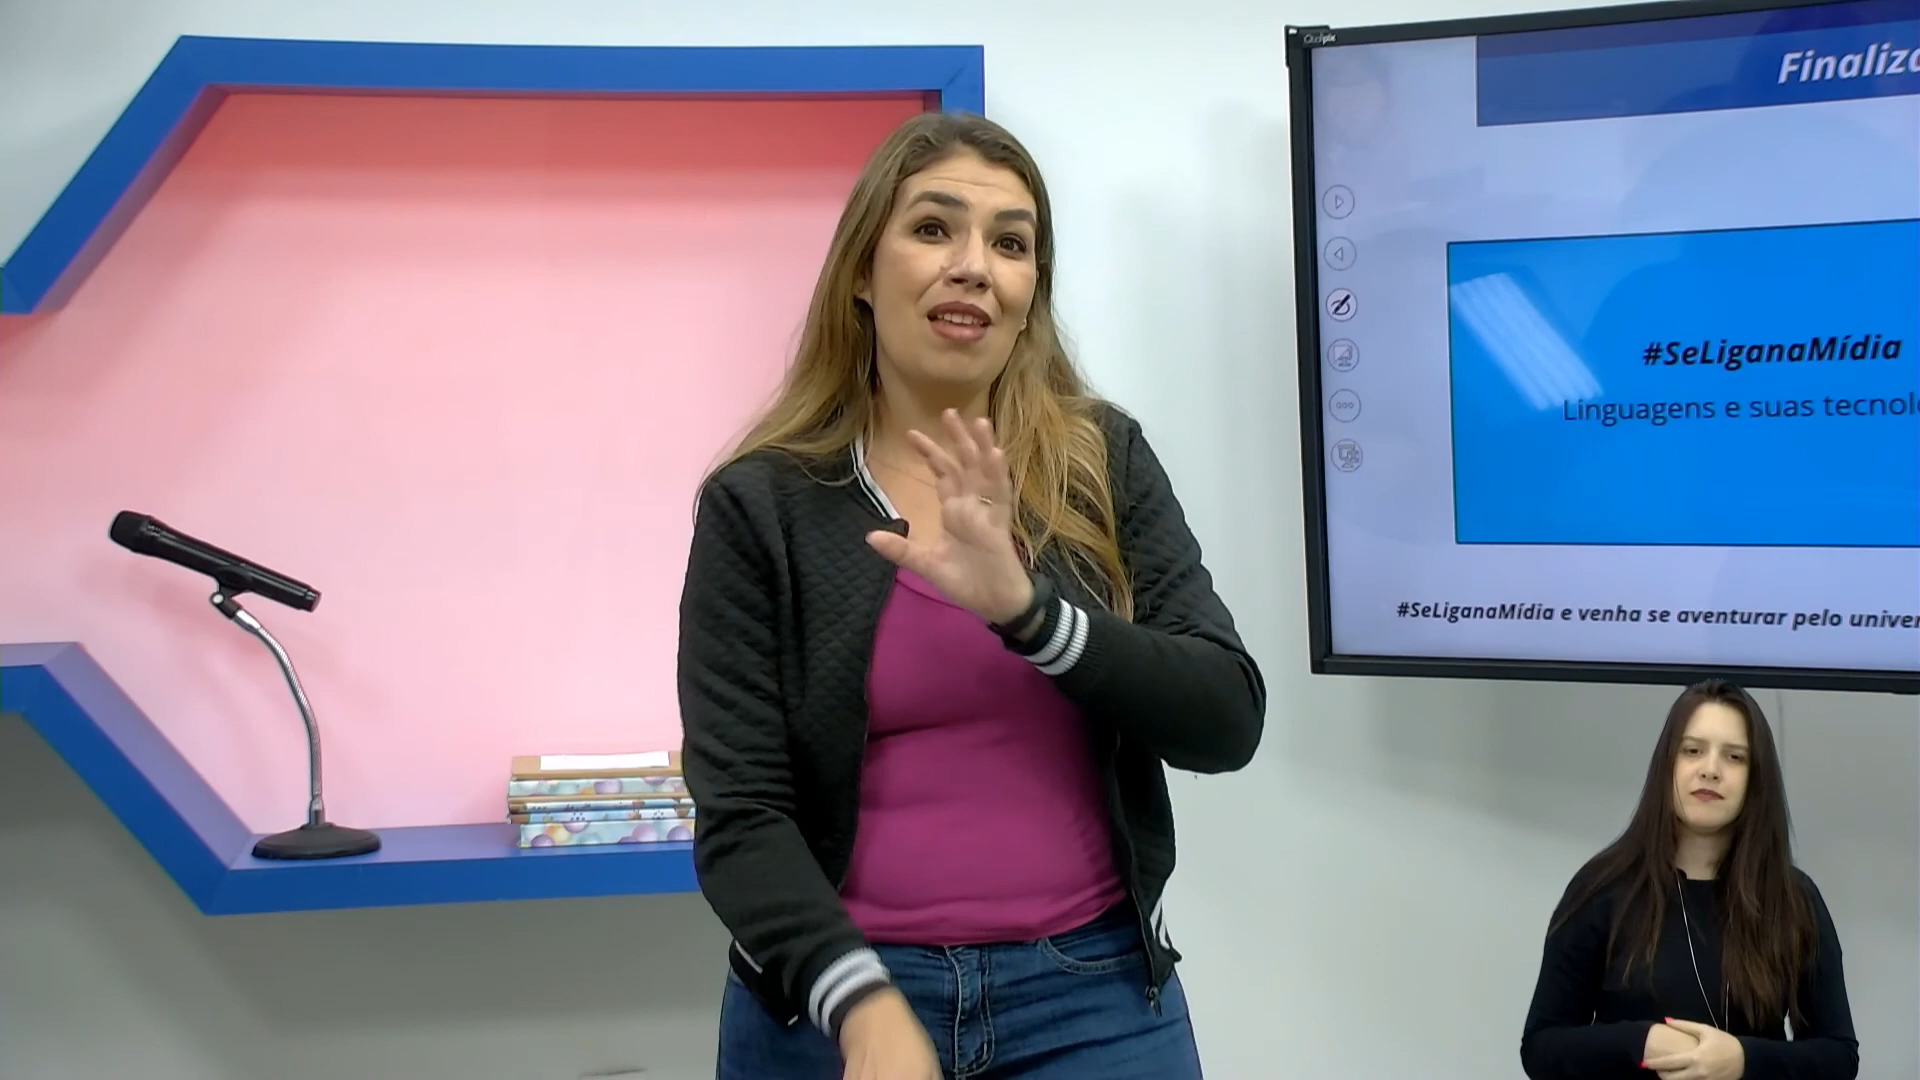 Finaliza
#SeLiganaMídia
Linguagens e suas tecnolo
#SeLiganaMídia e venha se aventurar pelo univer